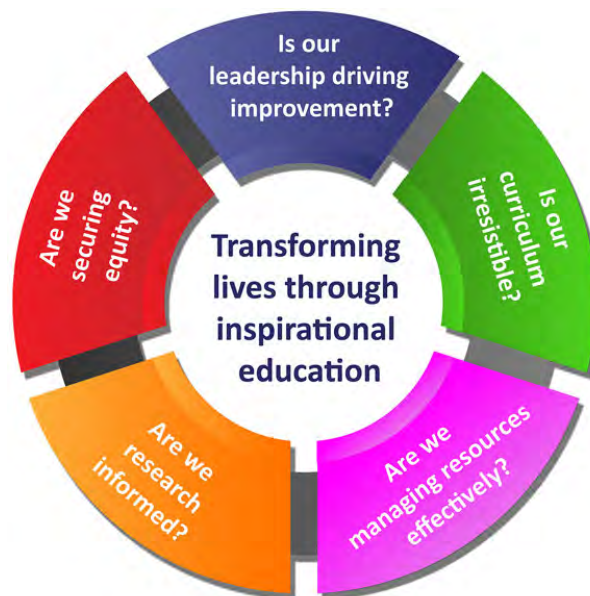 Is our
leadership driving
improvement?
Is our
curriculum
irresistible?
Are we
managing resources
effectively?
Are we
research
informed?
Are we
securing
equity?
Transforming
lives through
inspirational
education